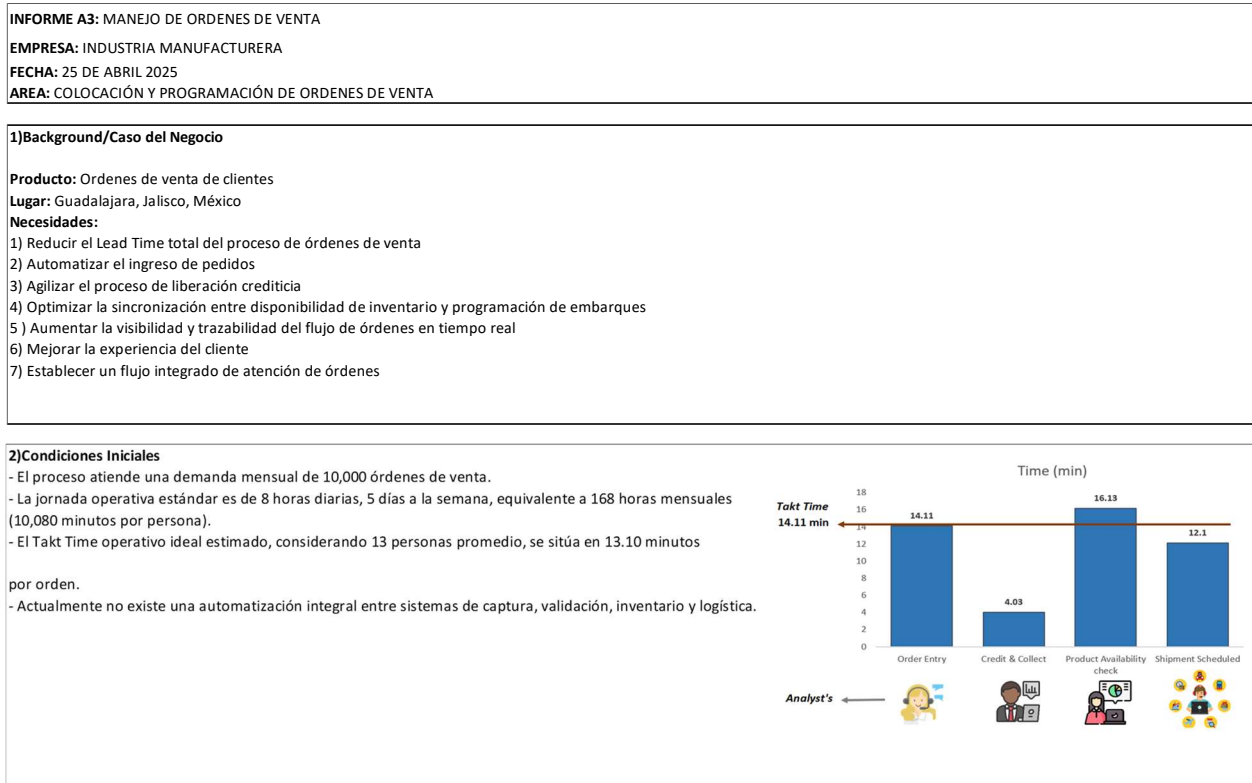 INFORME A3: MANEJO DE ORDENES DE VENTA
EMPRESA: INDUSTRIA MANUFACTURERA
FECHA: 25 DE ABRIL 2025
AREA: COLOCACIÓN Y PROGRAMACIÓN DE ORDENES DE VENTA
1)Background/Caso del Negocio
Producto: Ordenes de venta de clientes
Lugar: Guadalajara, Jalisco, México
Necesidades:
1) Reducir el Lead Time total del proceso de órdenes de venta
2) Automatizar el ingreso de pedidos
3) Agilizar el proceso de liberación crediticia
4) Optimizar la sincronización entre disponibilidad de inventario y programación de embarques
5 ) Aumentar la visibilidad y trazabilidad del flujo de órdenes en tiempo real
6) Mejorar la experiencia del cliente
7) Establecer un flujo integrado de atención de órdenes
2)Condiciones Iniciales
- El proceso atiende una demanda mensual de 10,000 órdenes de venta.
- La jornada operativa estándar es de 8 horas diarias, 5 días a la semana, equivalente a 168 horas mensuales
(10,080 minutos por persona).
- El Takt Time operativo ideal estimado, considerando 13 personas promedio, se sitúa en 13.10 minutos
por orden.
- Actualmente no existe una automatización integral entre sistemas de captura, validación, inventario y logística.
Time (min)
Takt Time
14.11 min
18
16
14
12
10
8
6
4
2
0
14.11
4.03
16.13
12.1
Order Entry
Credit & Collect
Product Availability
check
Shipment Scheduled
Analyst's